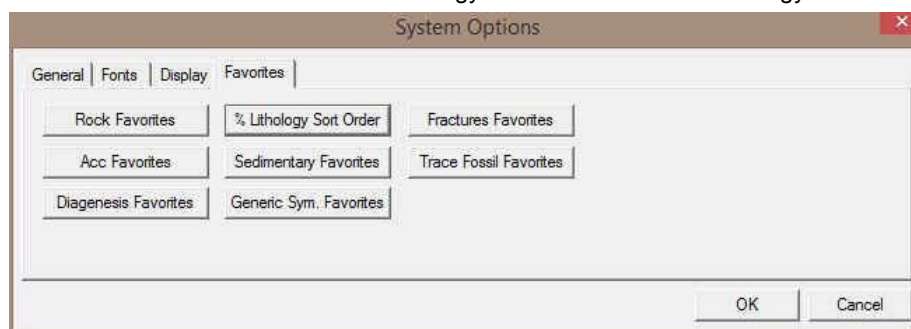 System Options
General Fonts Display Favorites
Rock Favorites % Lithology Sort Order Fractures Favorites
Acc Favorites Sedimentary Favorites Trace Fossil Favorites
Diagenesis Favorites Generic Sym. Favorites
OK Cancel